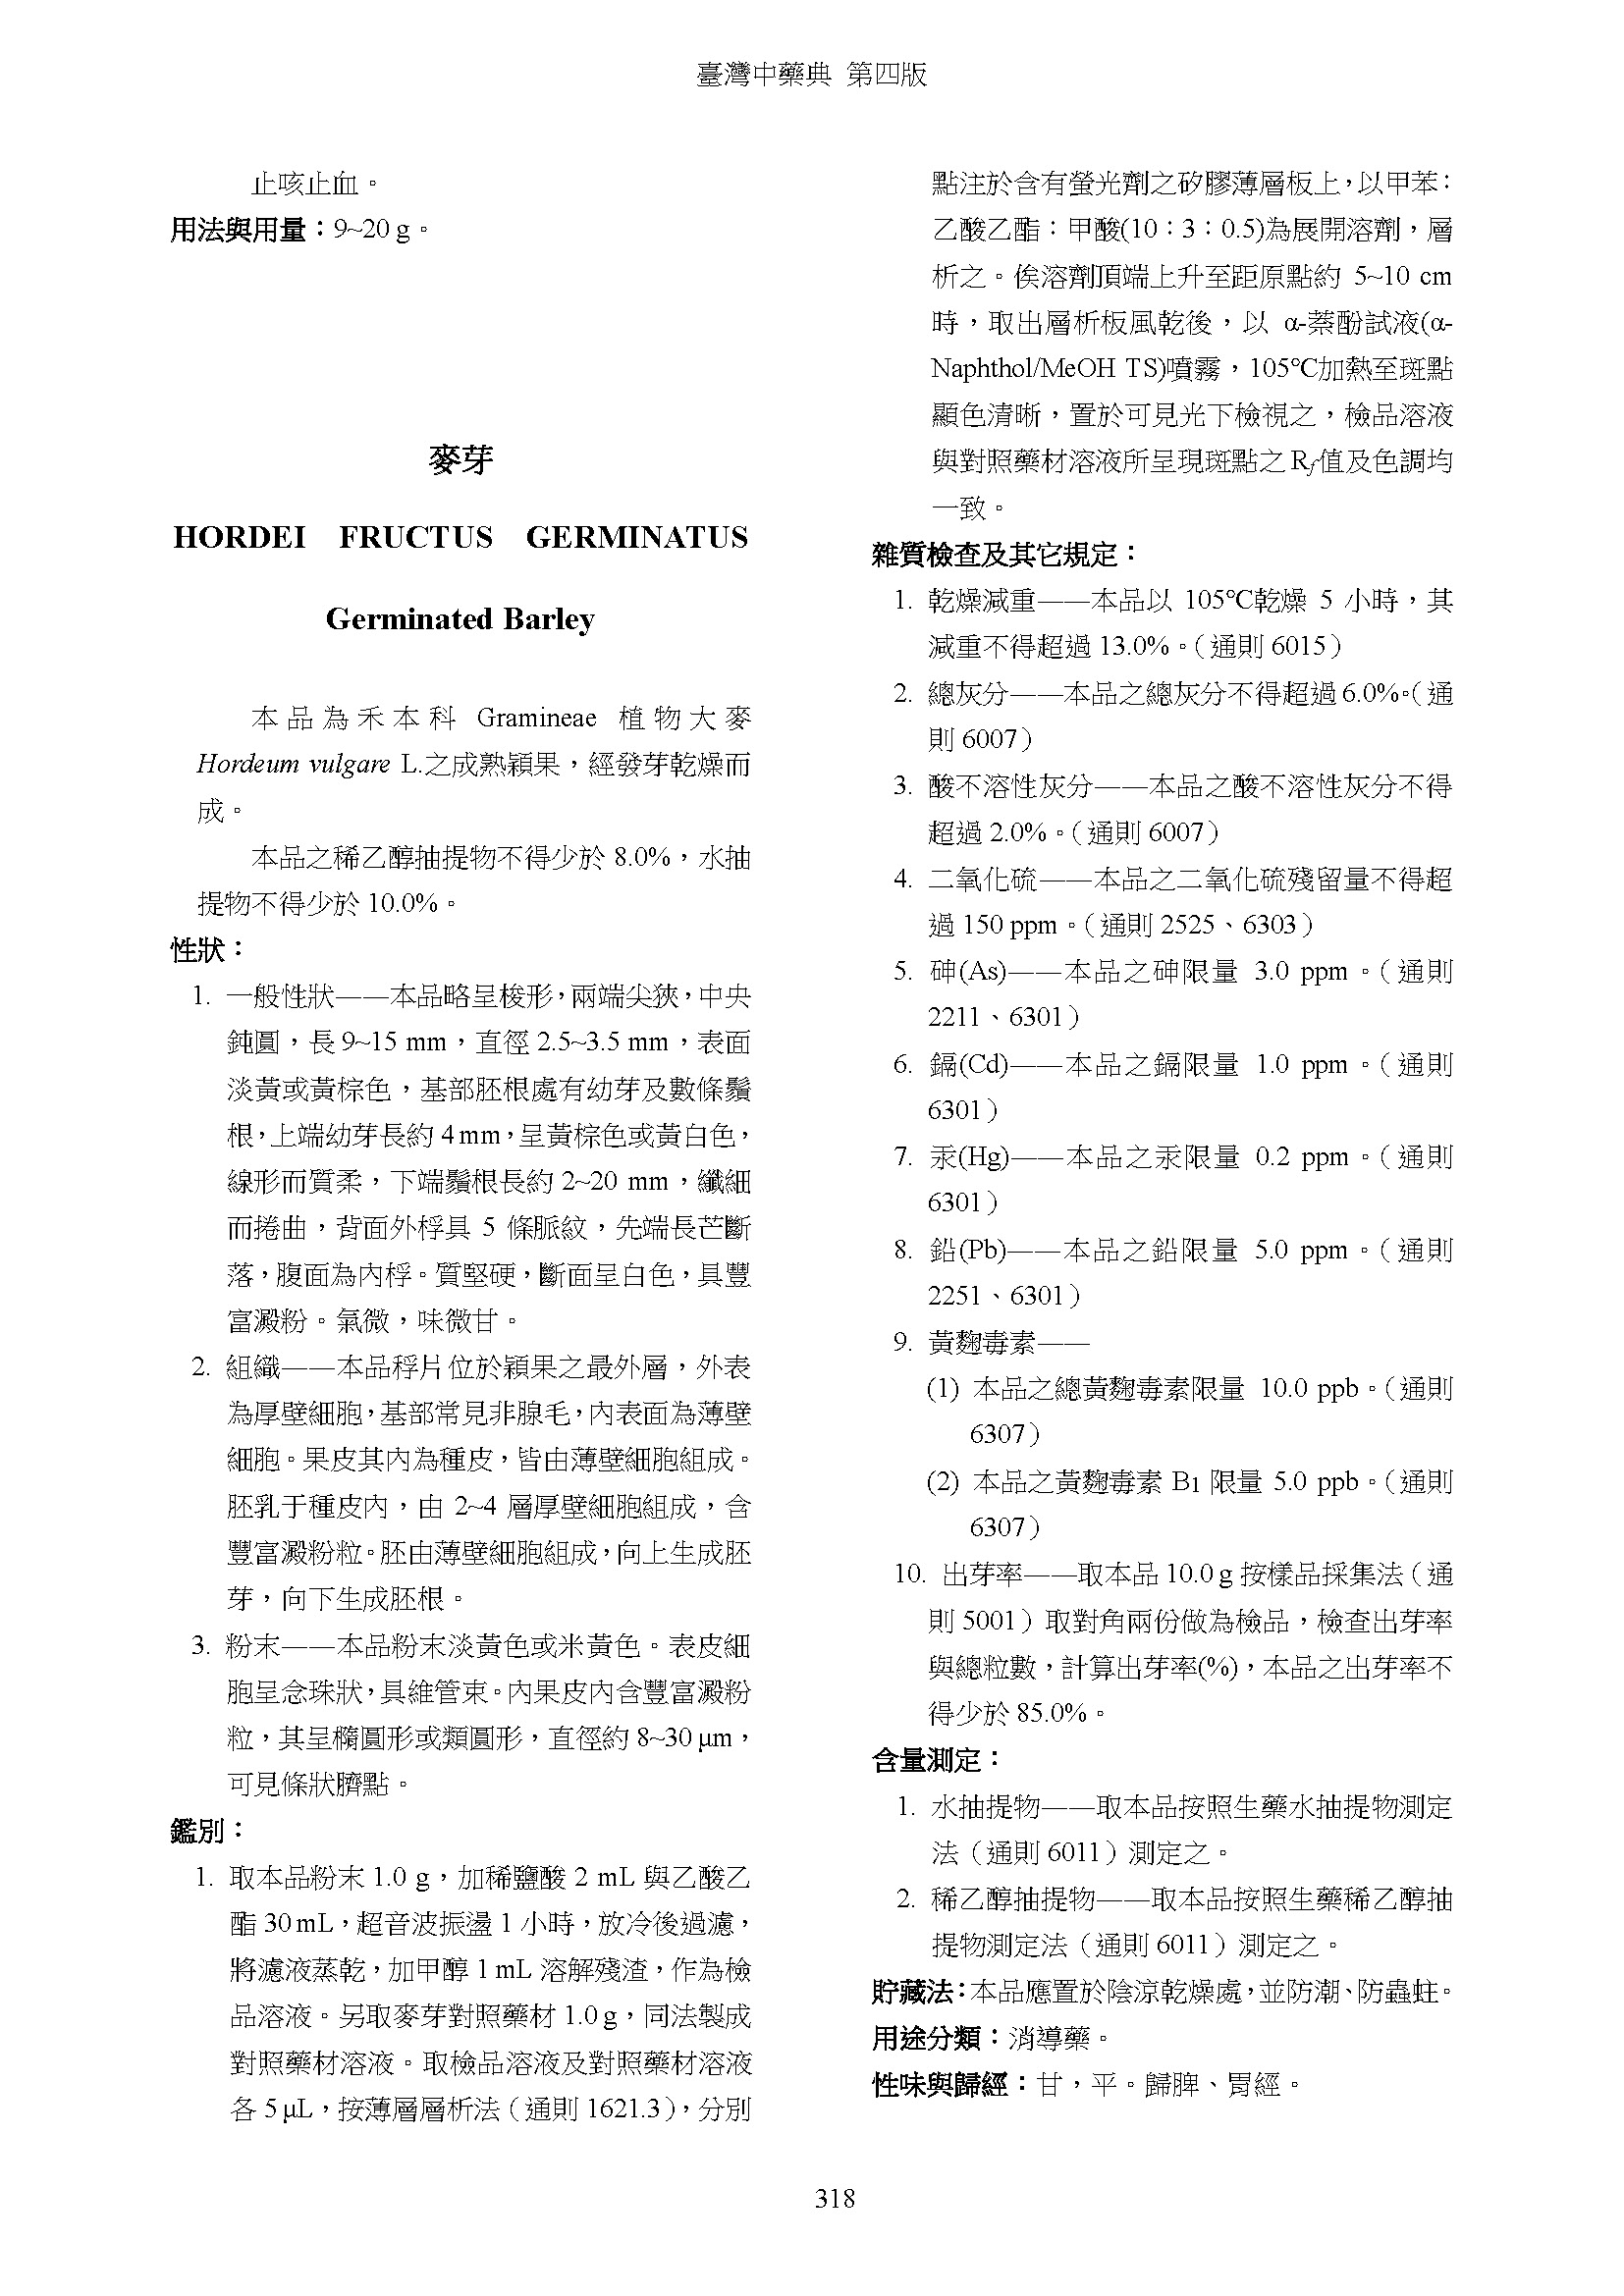 臺灣中藥典 第四版
止咳止血。
用法與用量：9~20 g。
麥芽
HORDEI FRUCTUS GERMINATUS
Germinated Barley
本品為禾本科 Gramineae 植物大麥
Hordeum vulgare L.之成熟穎果，經發芽乾燥而
成。
本品之稀乙醇抽提物不得少於 8.0%，水抽
提物不得少於 10.0%。
性狀：
1. 一般性狀——本品略呈梭形，兩端尖狹，中央
鈍圓，長 9~15 mm，直徑 2.5~3.5 mm，表面
淡黃或黃棕色，基部胚根處有幼芽及數條鬚
根，上端幼芽長約 4 mm，呈黃棕色或黃白色，
線形而質柔，下端鬚根長約 2~20 mm，纖細
而捲曲，背面外桴具 5 條脈紋，先端長芒斷
落，腹面為內桴。質堅硬，斷面呈白色，具豐
富澱粉。氣微，味微甘。
2. 組織——本品稃片位於穎果之最外層，外表
為厚壁細胞，基部常見非腺毛，內表面為薄壁
細胞。果皮其內為種皮，皆由薄壁細胞組成。
胚乳于種皮內，由 2~4 層厚壁細胞組成，含
豐富澱粉粒。胚由薄壁細胞組成，向上生成胚
芽，向下生成胚根。
3. 粉末——本品粉末淡黃色或米黃色。表皮細
胞呈念珠狀，具維管束。內果皮內含豐富澱粉
粒，其呈橢圓形或類圓形，直徑約 8~30 μm，
可見條狀臍點。
鑑別：
1. 取本品粉末 1.0 g，加稀鹽酸 2 mL 與乙酸乙
酯 30 mL，超音波振盪 1 小時，放冷後過濾，
將濾液蒸乾，加甲醇 1 mL 溶解殘渣，作為檢
品溶液。另取麥芽對照藥材 1.0 g，同法製成
對照藥材溶液。取檢品溶液及對照藥材溶液
各 5 μL，按薄層層析法（通則 1621.3），分別
點注於含有螢光劑之矽膠薄層板上，以甲苯：
乙酸乙酯：甲酸(10：3：0.5)為展開溶劑，層
析之。俟溶劑頂端上升至距原點約 5~10 cm
時，取出層析板風乾後，以 α-萘酚試液(α-
Naphthol/MeOH TS)噴霧，105℃加熱至斑點
顯色清晰，置於可見光下檢視之，檢品溶液
與對照藥材溶液所呈現斑點之 Rf值及色調均
一致。
雜質檢查及其它規定：
1. 乾燥減重——本品以 105℃乾燥 5 小時，其
減重不得超過 13.0%。（通則 6015）
2. 總灰分——本品之總灰分不得超過 6.0%。（通
則 6007）
3. 酸不溶性灰分——本品之酸不溶性灰分不得
超過 2.0%。（通則 6007）
4. 二氧化硫——本品之二氧化硫殘留量不得超
過 150 ppm。（通則 2525、6303）
5. 砷(As)——本品之砷限量 3.0 ppm。（通則
2211、6301）
6. 鎘(Cd)——本品之鎘限量 1.0 ppm。（通則
6301）
7. 汞(Hg)——本品之汞限量 0.2 ppm。（通則
6301）
8. 鉛(Pb)——本品之鉛限量 5.0 ppm。（通則
2251、6301）
9. 黃麴毒素——
(1) 本品之總黃麴毒素限量 10.0 ppb。（通則
6307）
(2) 本品之黃麴毒素 B1 限量 5.0 ppb。（通則
6307）
10. 出芽率——取本品 10.0 g 按樣品採集法（通
則 5001）取對角兩份做為檢品，檢查出芽率
與總粒數，計算出芽率(%)，本品之出芽率不
得少於 85.0%。
含量測定：
1. 水抽提物——取本品按照生藥水抽提物測定
法（通則 6011）測定之。
2. 稀乙醇抽提物——取本品按照生藥稀乙醇抽
提物測定法（通則 6011）測定之。
貯藏法：本品應置於陰涼乾燥處，並防潮、防蟲蛀。
用途分類：消導藥。
性味與歸經：甘，平。歸脾、胃經。
318